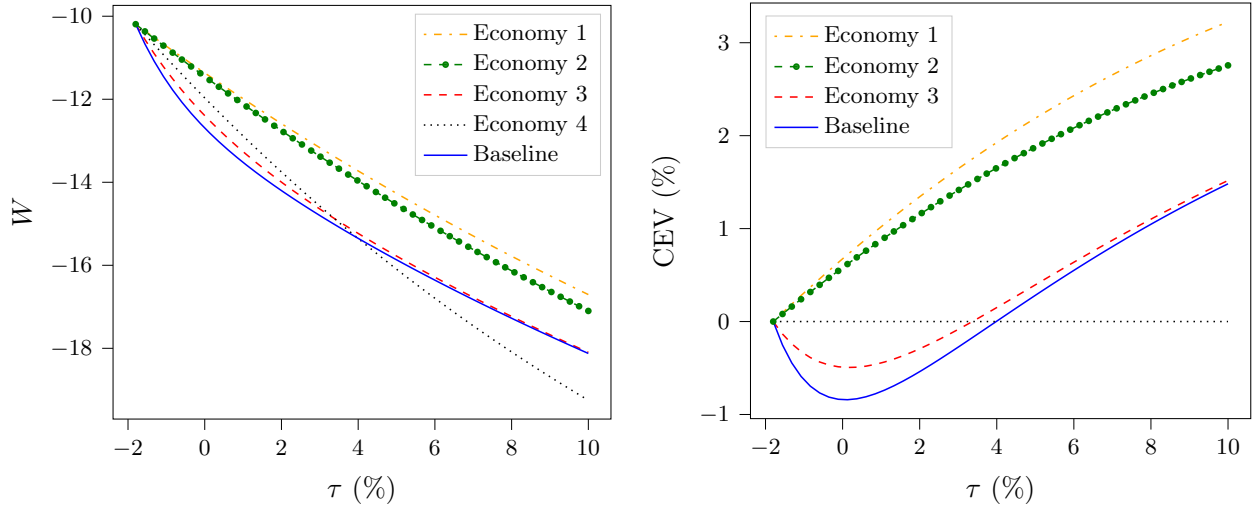 −10
−12
−14
−16
−18
W
−2 0 2 4 6 8 10
τ (%)
Economy 1
Economy 2
Economy 3
Economy 4
Baseline
3
2
1
0
−1
CEV (%)
−2 0 2 4 6 8 10
τ (%)
Economy 1
Economy 2
Economy 3
Baseline